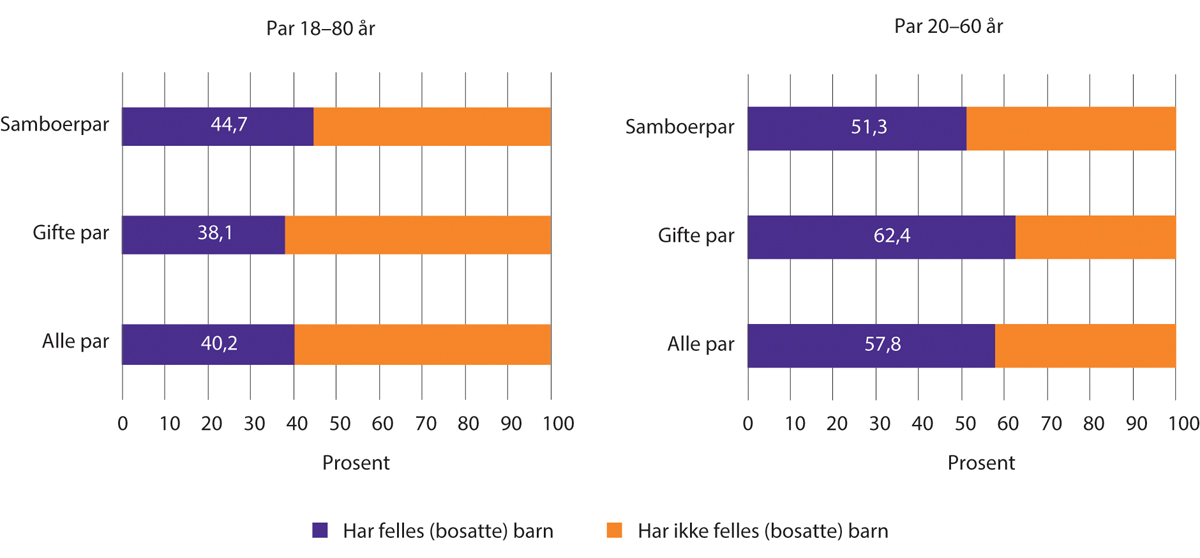 Par 18–80 år
Samboerpar
44,7
Gifte par
38,1
Alle par
40,2
0 10 20 30 40 50 60 70 80 90 100
Prosent
Par 20–60 år
Samboerpar
51,3
Gifte par
62,4
Alle par
57,8
0 10 20 30 40 50 60 70 80 90 100
Prosent
Har felles (bosatte) barn
Har ikke felles (bosatte) barn